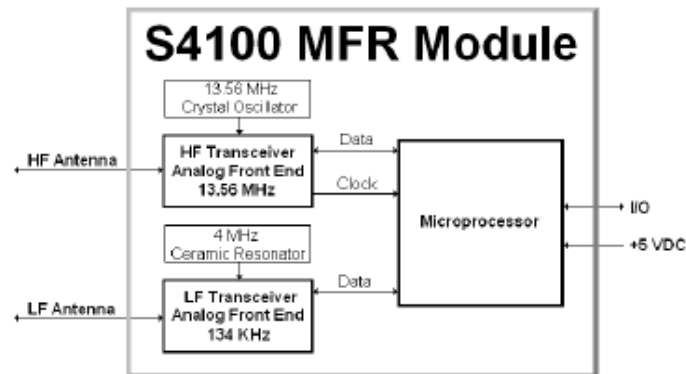 S4100 MFR Module
13.56 MHz
Crystal Oscillator
HF Antenna
HF Transceiver
Analog Front End
13.56 MHz
Data
Clock
Microprocessor
I/O
+5 VDC
4 MHz
Ceramic Resonator
LF Antenna
LF Transceiver
Analog Front End
134 KHz
Data